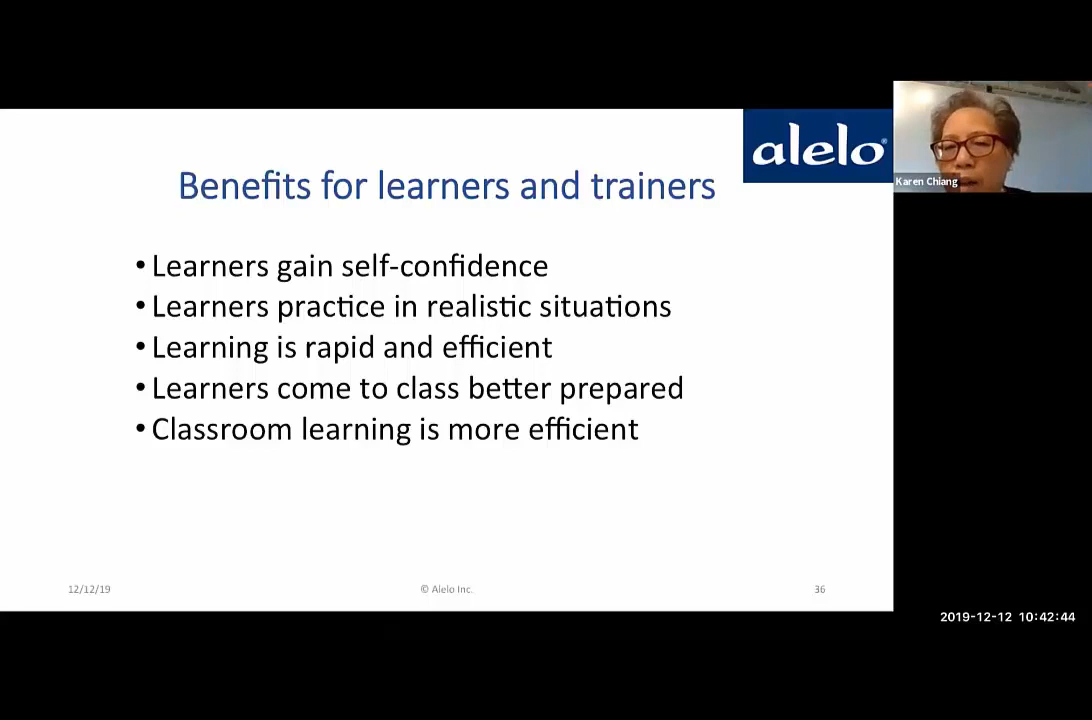 alelo®
Karen Chiang
Benefits for learners and trainers
• Learners gain self-confidence
• Learners practice in realistic situations
• Learning is rapid and efficient
• Learners come to class better prepared
• Classroom learning is more efficient
12/12/19
© Alelo Inc.
36
2019-12-12 10:42:44